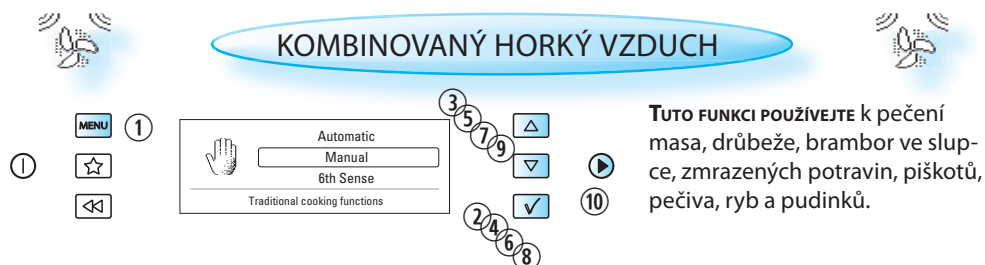 KOMBINOVANÝ HORKÝ VZDUCH
MENU
1
Automatic
Manual
6th Sense
Traditional cooking functions
3
5
7
9
2
4
6
8
10
TUTO FUNKCI POUŽÍVEJTE k pečení
masa, drůbeže, brambor ve slup-
ce, zmrazených potravin, piškotů,
pečiva, ryb a pudinků.